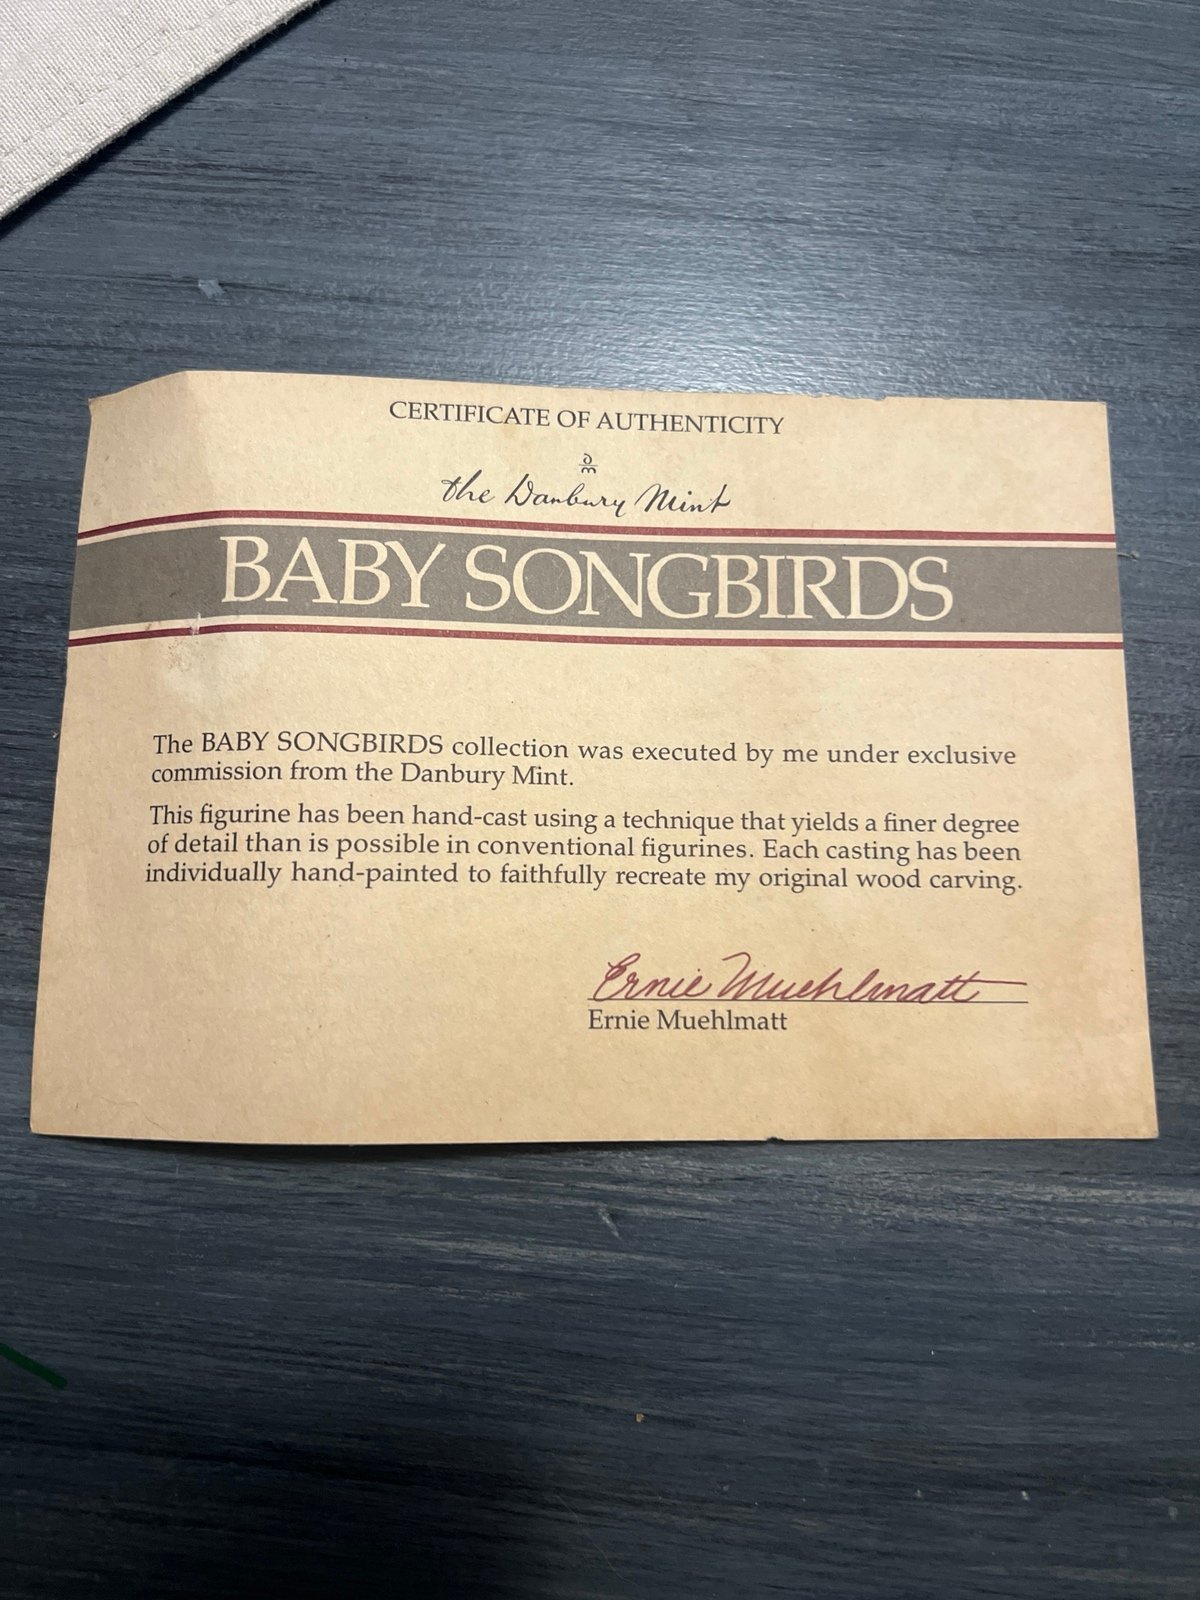 CERTIFICATE OF AUTHENTICITY
the Danbury Mint
BABY SONGBIRDS
The BABY SONGBIRDS collection was executed by me under exclusive
commission from the Danbury Mint.
This figurine has been hand-cast using a technique that yields a finer degree
of detail than is possible in conventional figurines. Each casting has been
individually hand-painted to faithfully recreate my original wood carving.
Ernie Muehlmatt
Ernie Muehlmatt